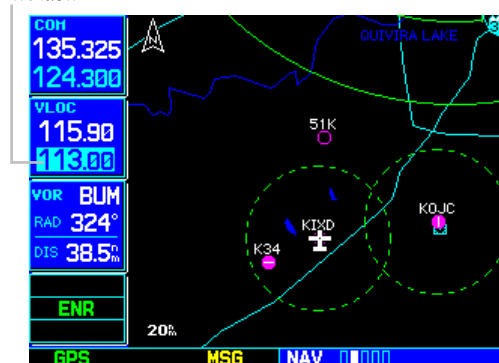 COM
135.325
124.300
VLOC
115.90
113.00
VOR BUM
RAD 324°
DIS 38.5nm
ENR
GPS
QUIVIRA LAKE
51K
KIXD
KOJC
K34
20nm
MSG
NAV